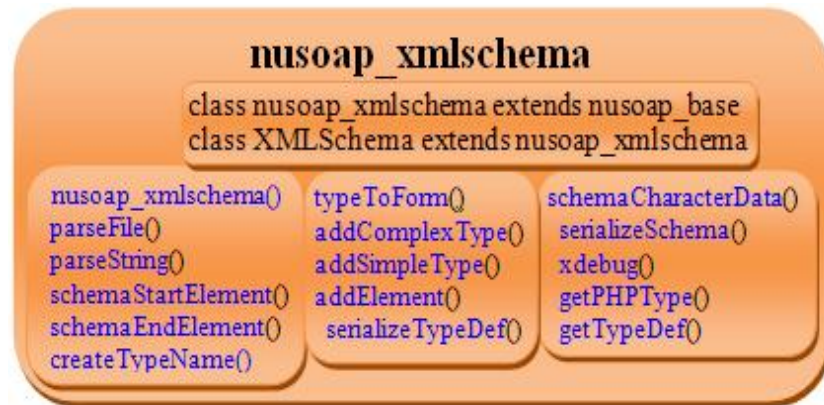 nusoap_xmlschema
class nusoap_xmlschema extends nusoap_base
class XMLSchema extends nusoap_xmlschema
nusoap_xmlschema()
parseFile()
parseString()
schemaStartElement()
schemaEndElement()
createTypeName()
typeToForm()
addComplexType()
addSimpleType()
addElement()
serializeTypeDef()
schemaCharacterData()
serializeSchema()
xdebug()
getPHPType()
getTypeDef()